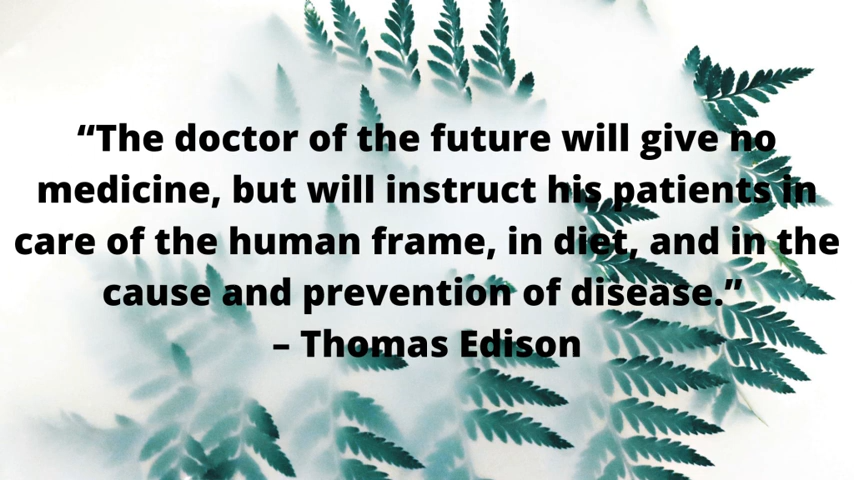 “The doctor of the future will give no
medicine, but will instruct his patients in
care of the human frame, in diet, and in the
cause and prevention of disease.”
– Thomas Edison